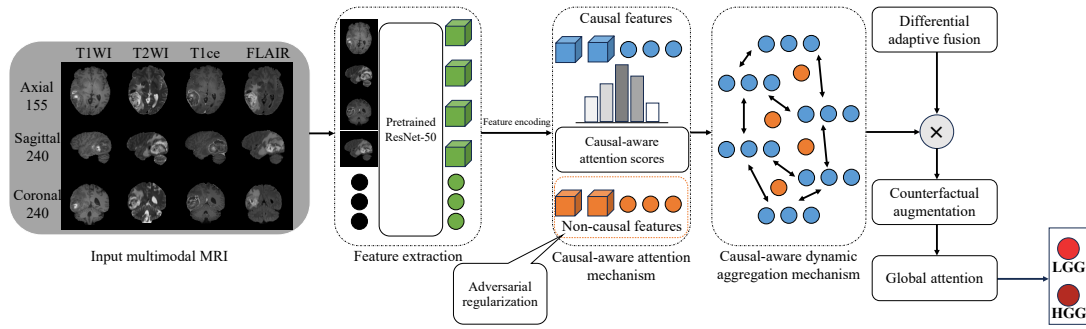 T1WI T2WI T1ce FLAIR
Axial
155
Sagittal
240
Coronal
240
Input multimodal MRI
Pretrained
ResNet-50
Feature extraction
Feature encoding
Causal features
Causal-aware
attention scores
Non-causal features
Causal-aware attention
mechanism
Adversarial
regularization
Causal-aware dynamic
aggregation mechanism
Differential
adaptive fusion
×
Counterfactual
augmentation
Global attention
LGG
HGG